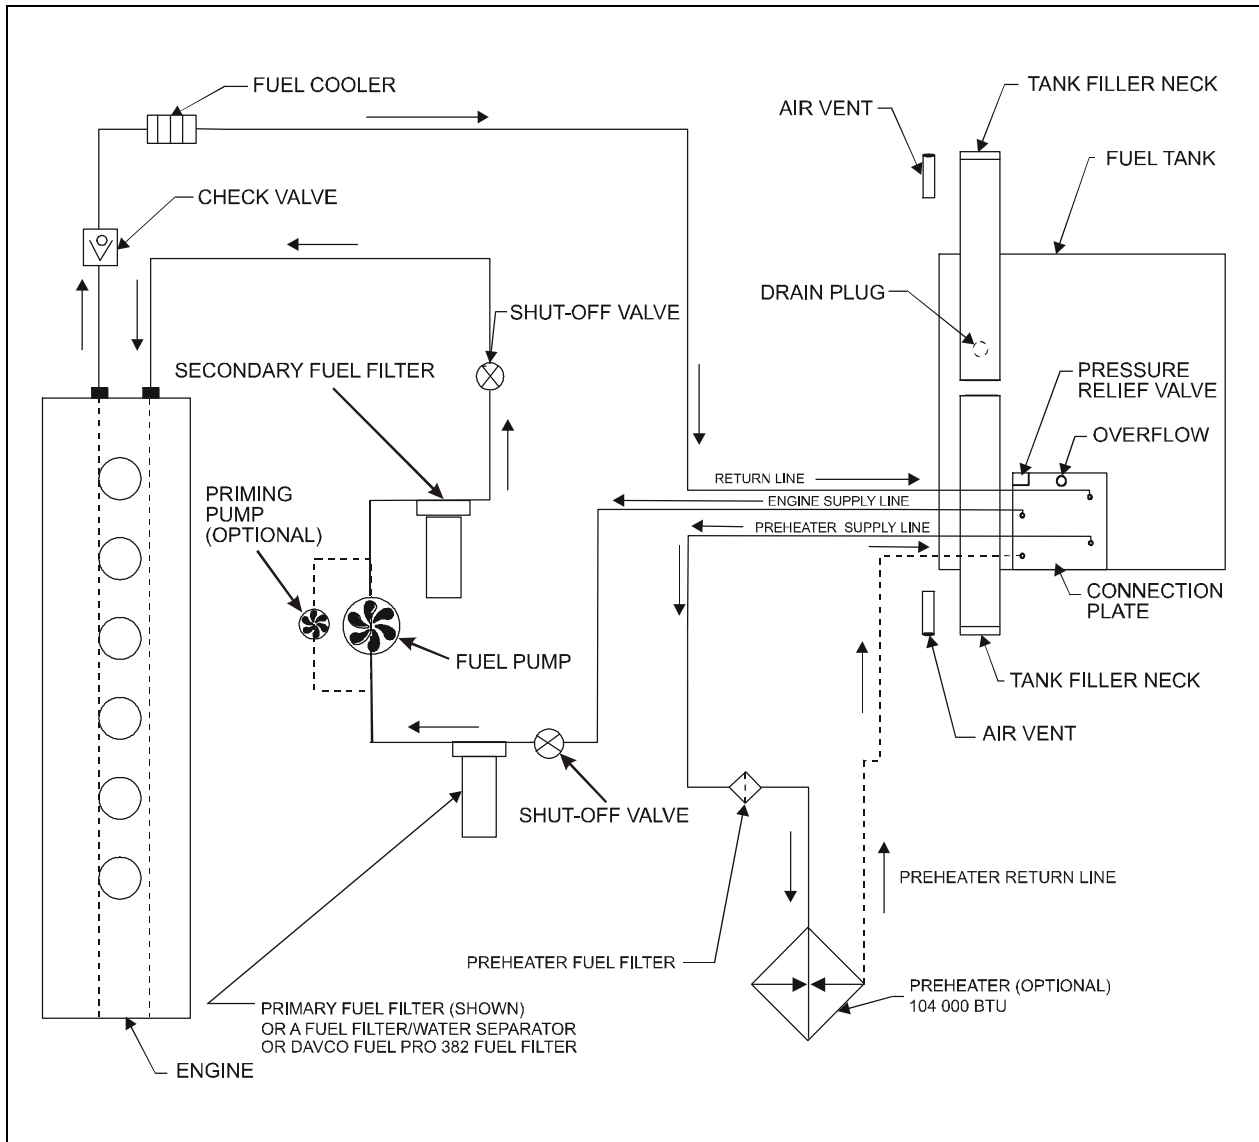 FUEL COOLER
TANK FILLER NECK
AIR VENT
FUEL TANK
CHECK VALVE
DRAIN PLUG
SHUT-OFF VALVE
SECONDARY FUEL FILTER
PRESSURE
RELIEF VALVE
OVERFLOW
RETURN LINE
ENGINE SUPPLY LINE
PREHEATER SUPPLY LINE
PRIMING
PUMP
(OPTIONAL)
CONNECTION
PLATE
FUEL PUMP
TANK FILLER NECK
AIR VENT
SHUT-OFF VALVE
PREHEATER RETURN LINE
PREHEATER FUEL FILTER
PREHEATER (OPTIONAL)
104 000 BTU
PRIMARY FUEL FILTER (SHOWN)
OR A FUEL FILTER/WATER SEPARATOR
OR DAVCO FUEL PRO 382 FUEL FILTER
ENGINE